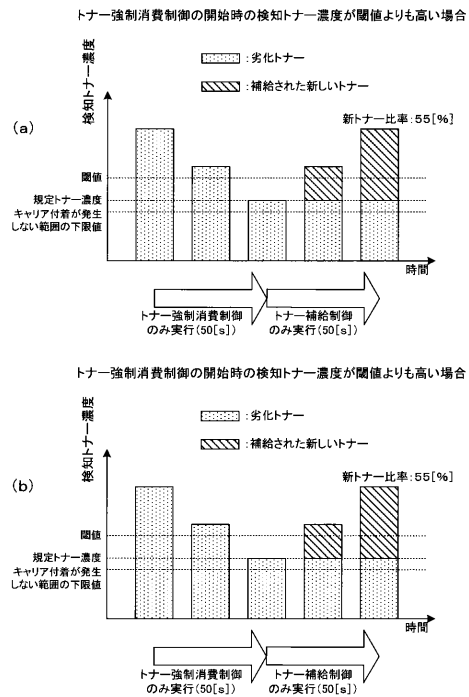 トナー強制消費制御の開始時の検知トナー濃度が閾値よりも高い場合
(a)
検知トナー濃度
:劣化トナー
:補給された新しいトナー
新トナー比率:55[%]
閾値
規定トナー濃度
キャリア付着が発生
しない範囲の下限値
時間
トナー強制消費制御
のみ実行(50[s])
トナー補給制御
のみ実行(50[s])
トナー強制消費制御の開始時の検知トナー濃度が閾値よりも高い場合
(b)
検知トナー濃度
:劣化トナー
:補給された新しいトナー
新トナー比率:55[%]
閾値
規定トナー濃度
キャリア付着が発生
しない範囲の下限値
時間
トナー強制消費制御
のみ実行(50[s])
トナー補給制御
のみ実行(50[s])